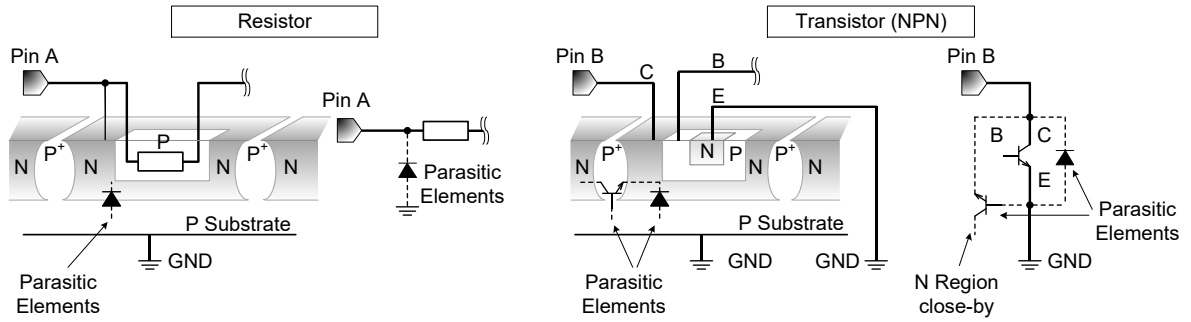 Resistor
Transistor (NPN)
Pin A
Pin B
C
B
E
Pin B
Pin A
P
N
P+
N
N
P+
N
N
P+
N
N
P
N
P+
N
B
C
E
Parasitic
Elements
P Substrate
GND
Parasitic
Elements
P Substrate
GND
GND
Parasitic
Elements
Parasitic
Elements
GND
N Region
close-by